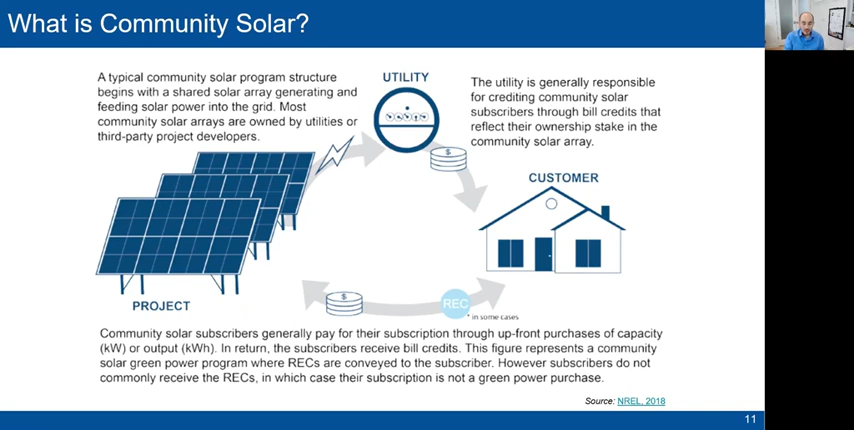 What is Community Solar?
A typical community solar program structure
begins with a shared solar array generating and
feeding solar power into the grid. Most
community solar arrays are owned by utilities or
third-party project developers.
UTILITY
The utility is generally responsible
for crediting community solar
subscribers through bill credits that
reflect their ownership stake in the
community solar array.
$
CUSTOMER
PROJECT
$
REC
* in some cases
Community solar subscribers generally pay for their subscription through up-front purchases of capacity
(kW) or output (kWh). In return, the subscribers receive bill credits. This figure represents a community
solar green power program where RECs are conveyed to the subscriber. However subscribers do not
commonly receive the RECs, in which case their subscription is not a green power purchase.
Source: NREL, 2018
11